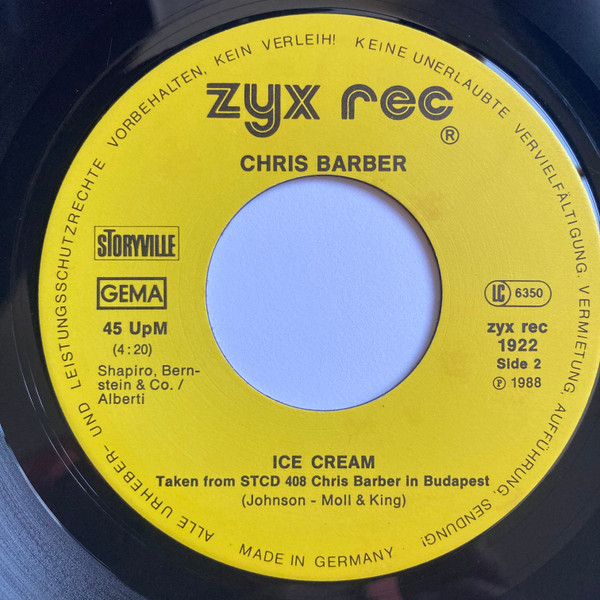 ALLE URHEBER- UND LEISTUNGSSCHUTZRECHTE VORBEHALTEN, KEIN VERLEIH! KEINE UNERLAUBTE VERVIELFÄLTIGUNG, VERMIETUNG, AUFFÜHRUNG, SENDUNG!
zyx rec
®
CHRIS BARBER
STORYVILLE
GEMA
45 UpM
(4:20)
Shapiro, Bern-
stein & Co. /
Alberti
LC 6350
zyx rec
1922
Side 2
℗ 1988
ICE CREAM
Taken from STCD 408 Chris Barber in Budapest
(Johnson - Moll & King)
MADE IN GERMANY